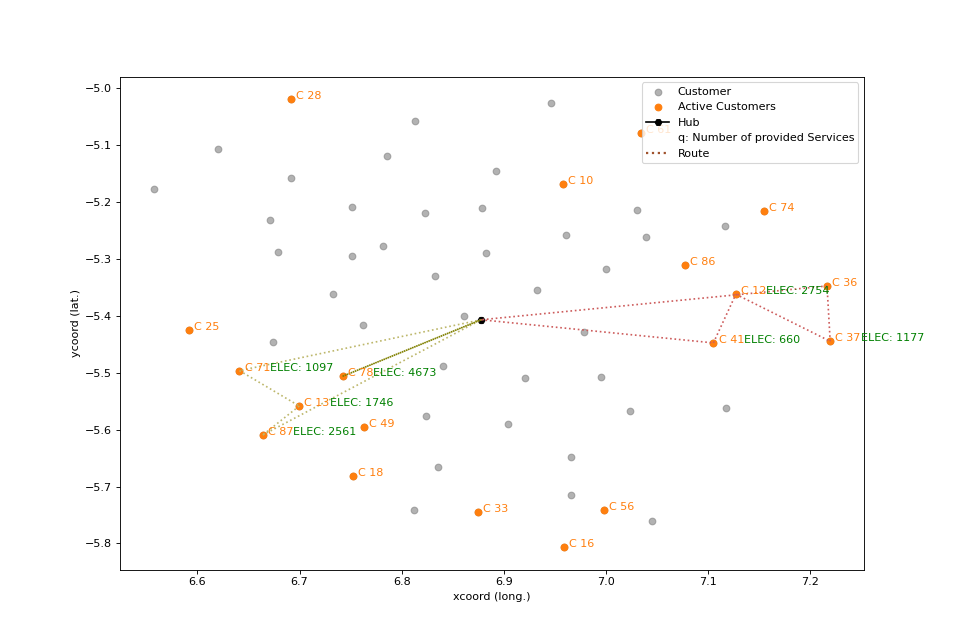 −5.0
−5.1
−5.2
−5.3
−5.4
−5.5
−5.6
−5.7
−5.8
ycoord (lat.)
6.6
6.7
6.8
6.9
7.0
7.1
7.2
xcoord (long.)
Customer
Active Customers
Hub
q: Number of provided Services
Route
C 28
C 10
C 74
C 86
C 12 ELEC: 2754
C 36
C 25
C 41 ELEC: 660
C 37 ELEC: 1177
C 71 ELEC: 1097
C 78 ELEC: 4673
C 13 ELEC: 1746
C 87 ELEC: 2561
C 49
C 18
C 33
C 56
C 16